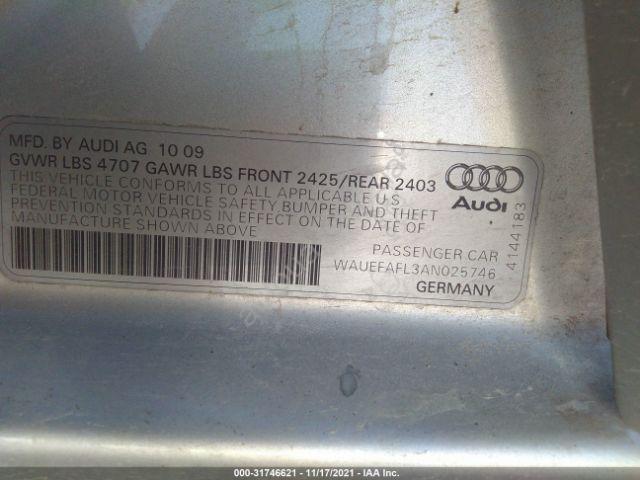 MFD. BY AUDI AG 10 09
GVWR LBS 4707 GAWR LBS FRONT 2425/REAR 2403
THIS VEHICLE CONFORMS TO ALL APPLICABLE U S
FEDERAL MOTOR VEHICLE SAFETY BUMPER AND THEFT
PREVENTION STANDARDS IN EFFECT ON THE DATE OF
MANUFACTURE SHOWN ABOVE
Audi
4144183
PASSENGER CAR
WAUEFAFL3AN025746
GERMANY
000-31746621 - 11/17/2021 - IAA Inc.